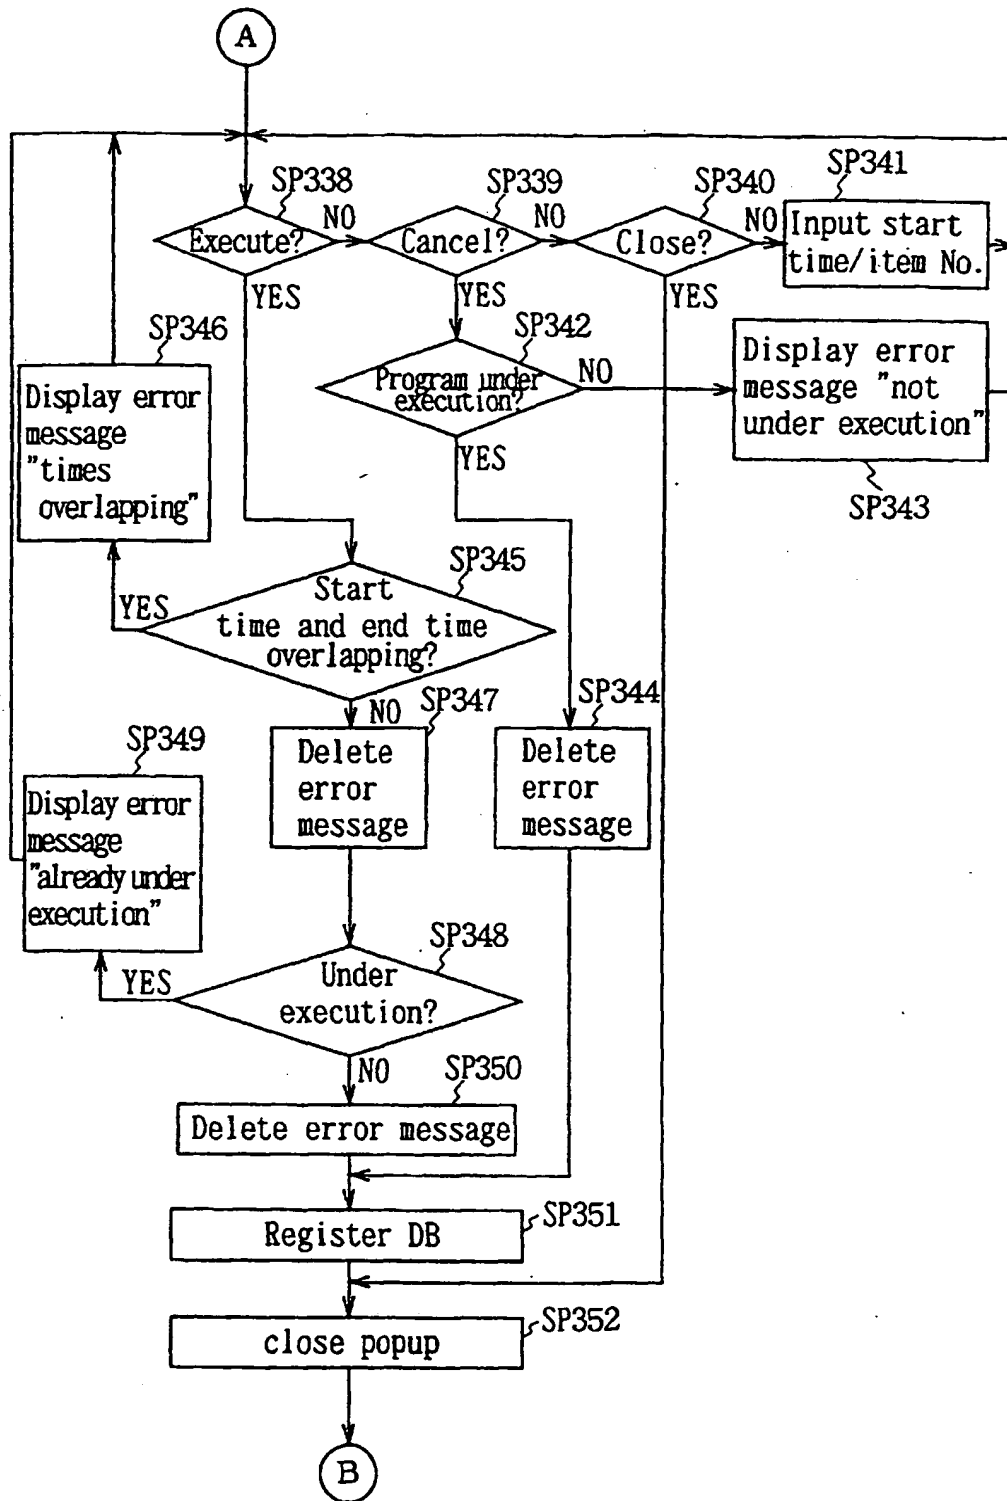 A
SP338
Execute?
NO
YES
SP339
Cancel?
NO
YES
SP340
Close?
NO
YES
SP341
Input start
time/item No.
SP342
Program under
execution?
NO
YES
Display error
message "not
under execution"
SP343
SP346
Display error
message
"times
overlapping"
SP345
Start
time and end time
overlapping?
YES
NO
SP347
Delete
error
message
SP344
Delete
error
message
SP349
Display error
message
"already under
execution"
SP348
Under
execution?
YES
NO
SP350
Delete error message
Register DB
SP351
close popup
SP352
B